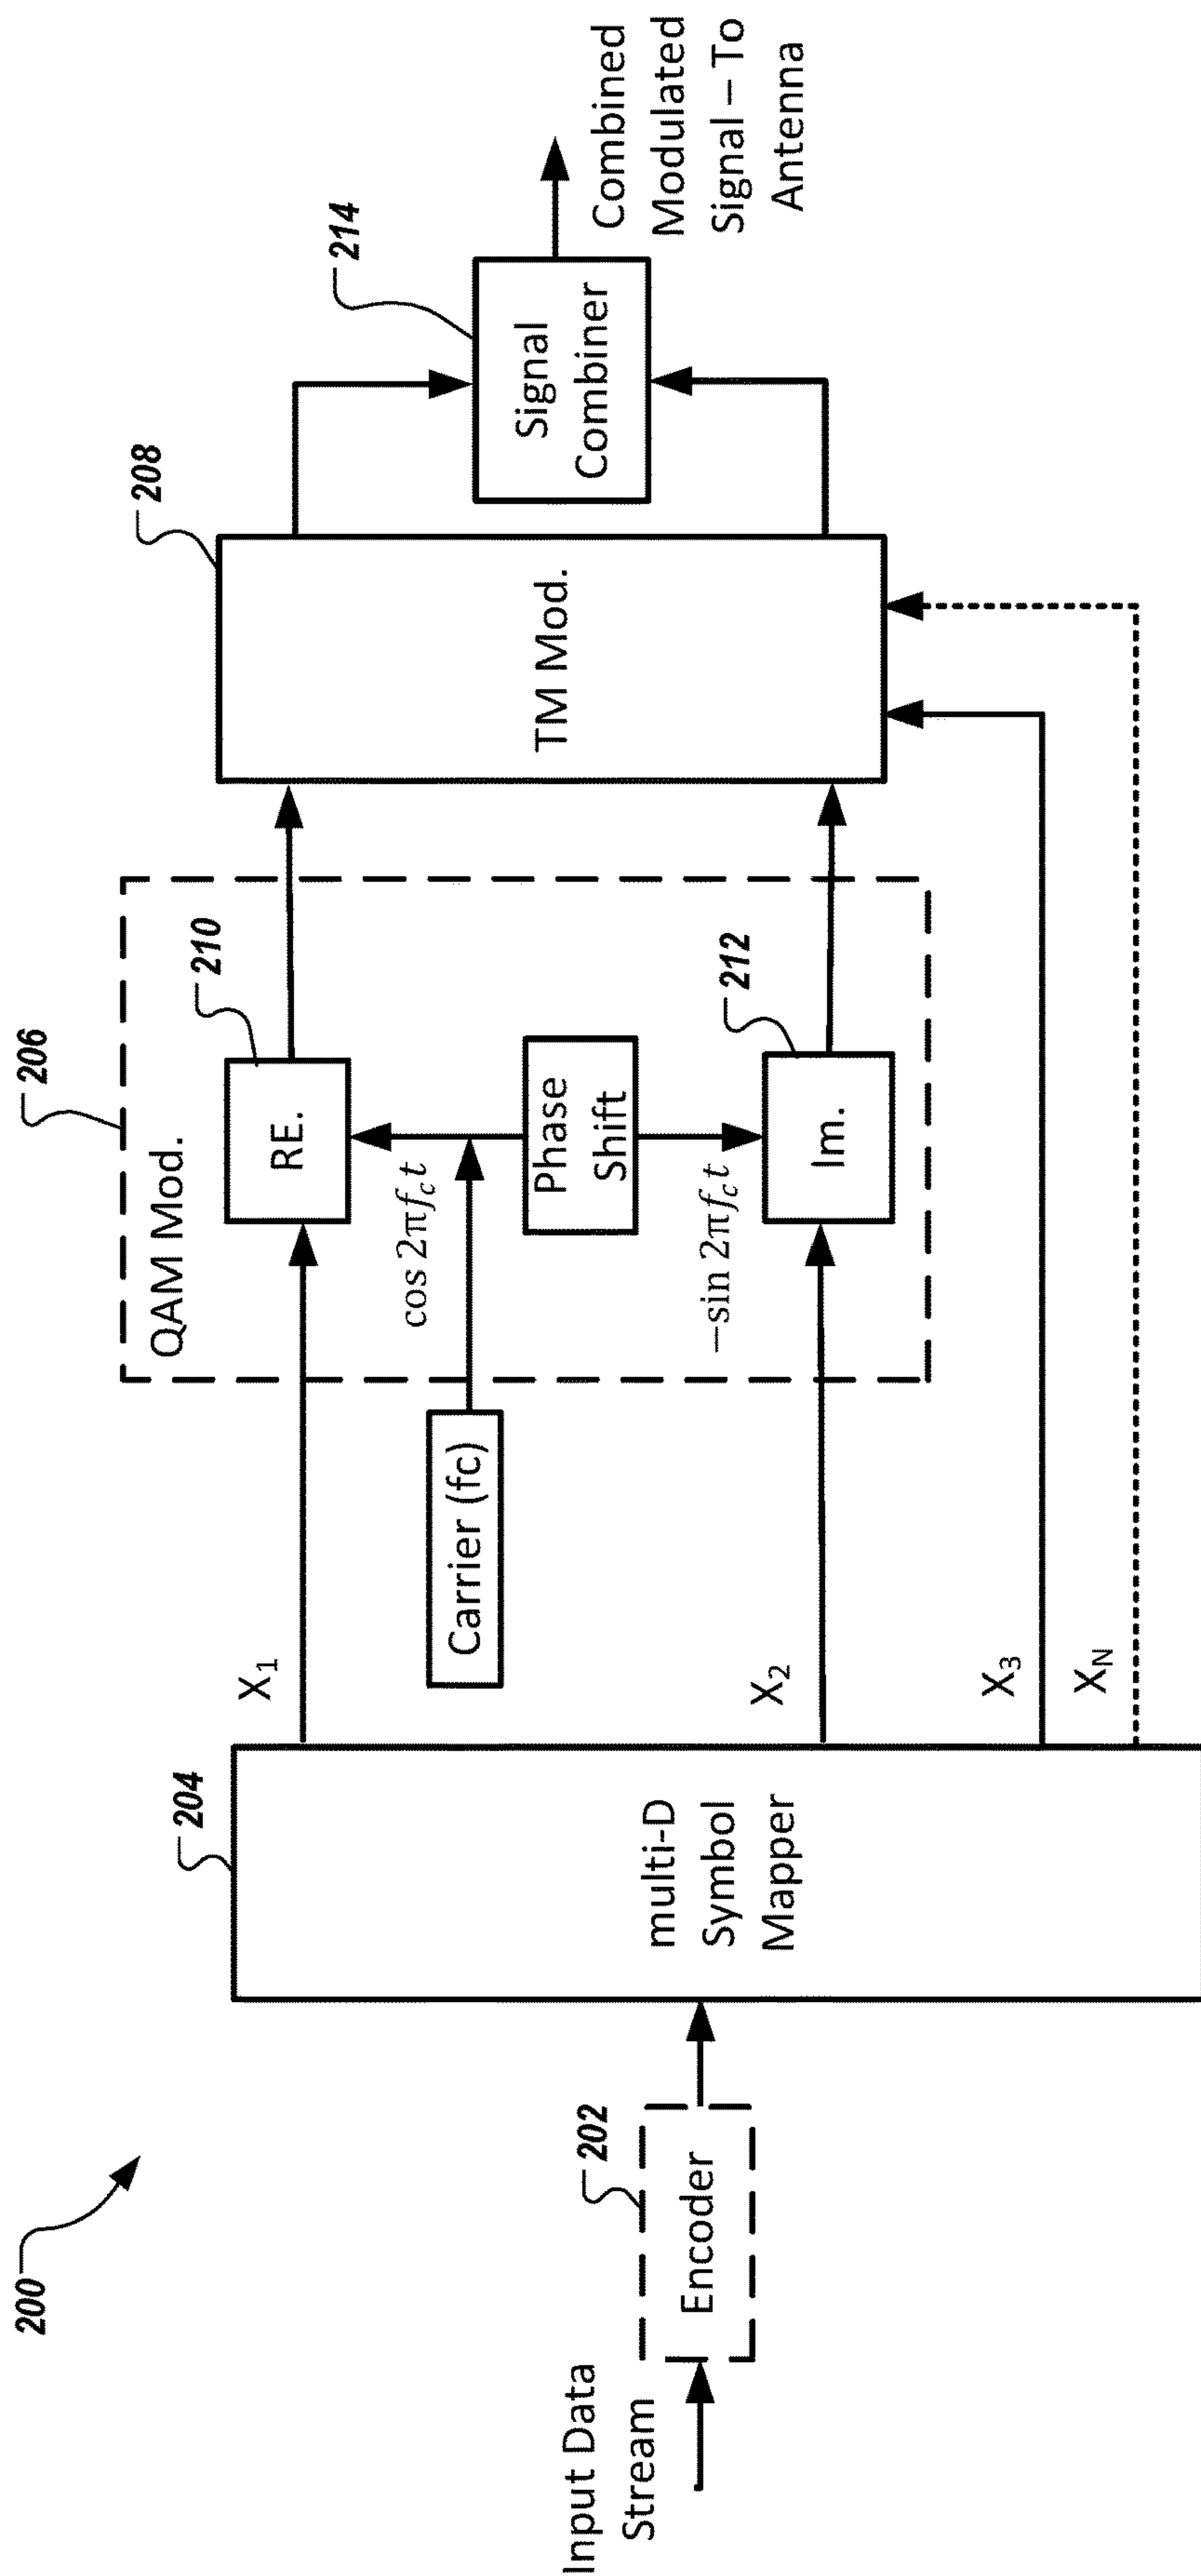 200
Input Data
Stream
202
Encoder
204
multi-D
Symbol
Mapper
X1
X2
X3
XN
Carrier (fc)
206
QAM Mod.
210
RE.
cos 2πfct
Phase
Shift
−sin 2πfct
212
Im.
208
TM Mod.
214
Signal
Combiner
Combined
Modulated
Signal – To
Antenna